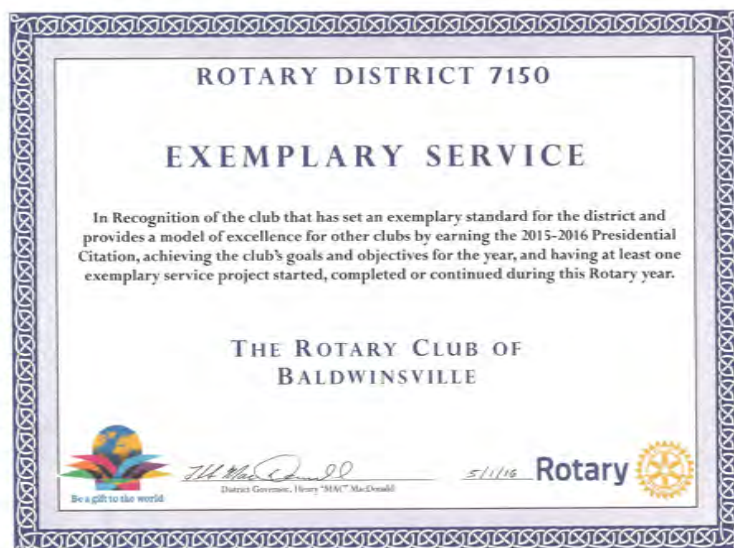 ROTARY DISTRICT 7150
EXEMPLARY SERVICE
In Recognition of the club that has set an exemplary standard for the district and
provides a model of excellence for other clubs by earning the 2015-2016 Presidential
Citation, achieving the club's goals and objectives for the year, and having at least one
exemplary service project started, completed or continued during this Rotary year.
THE ROTARY CLUB OF
BALDWINSVILLE
5/1/16
Rotary
District Governor, Henry "MAC" MacDonald
Be a gift to the world